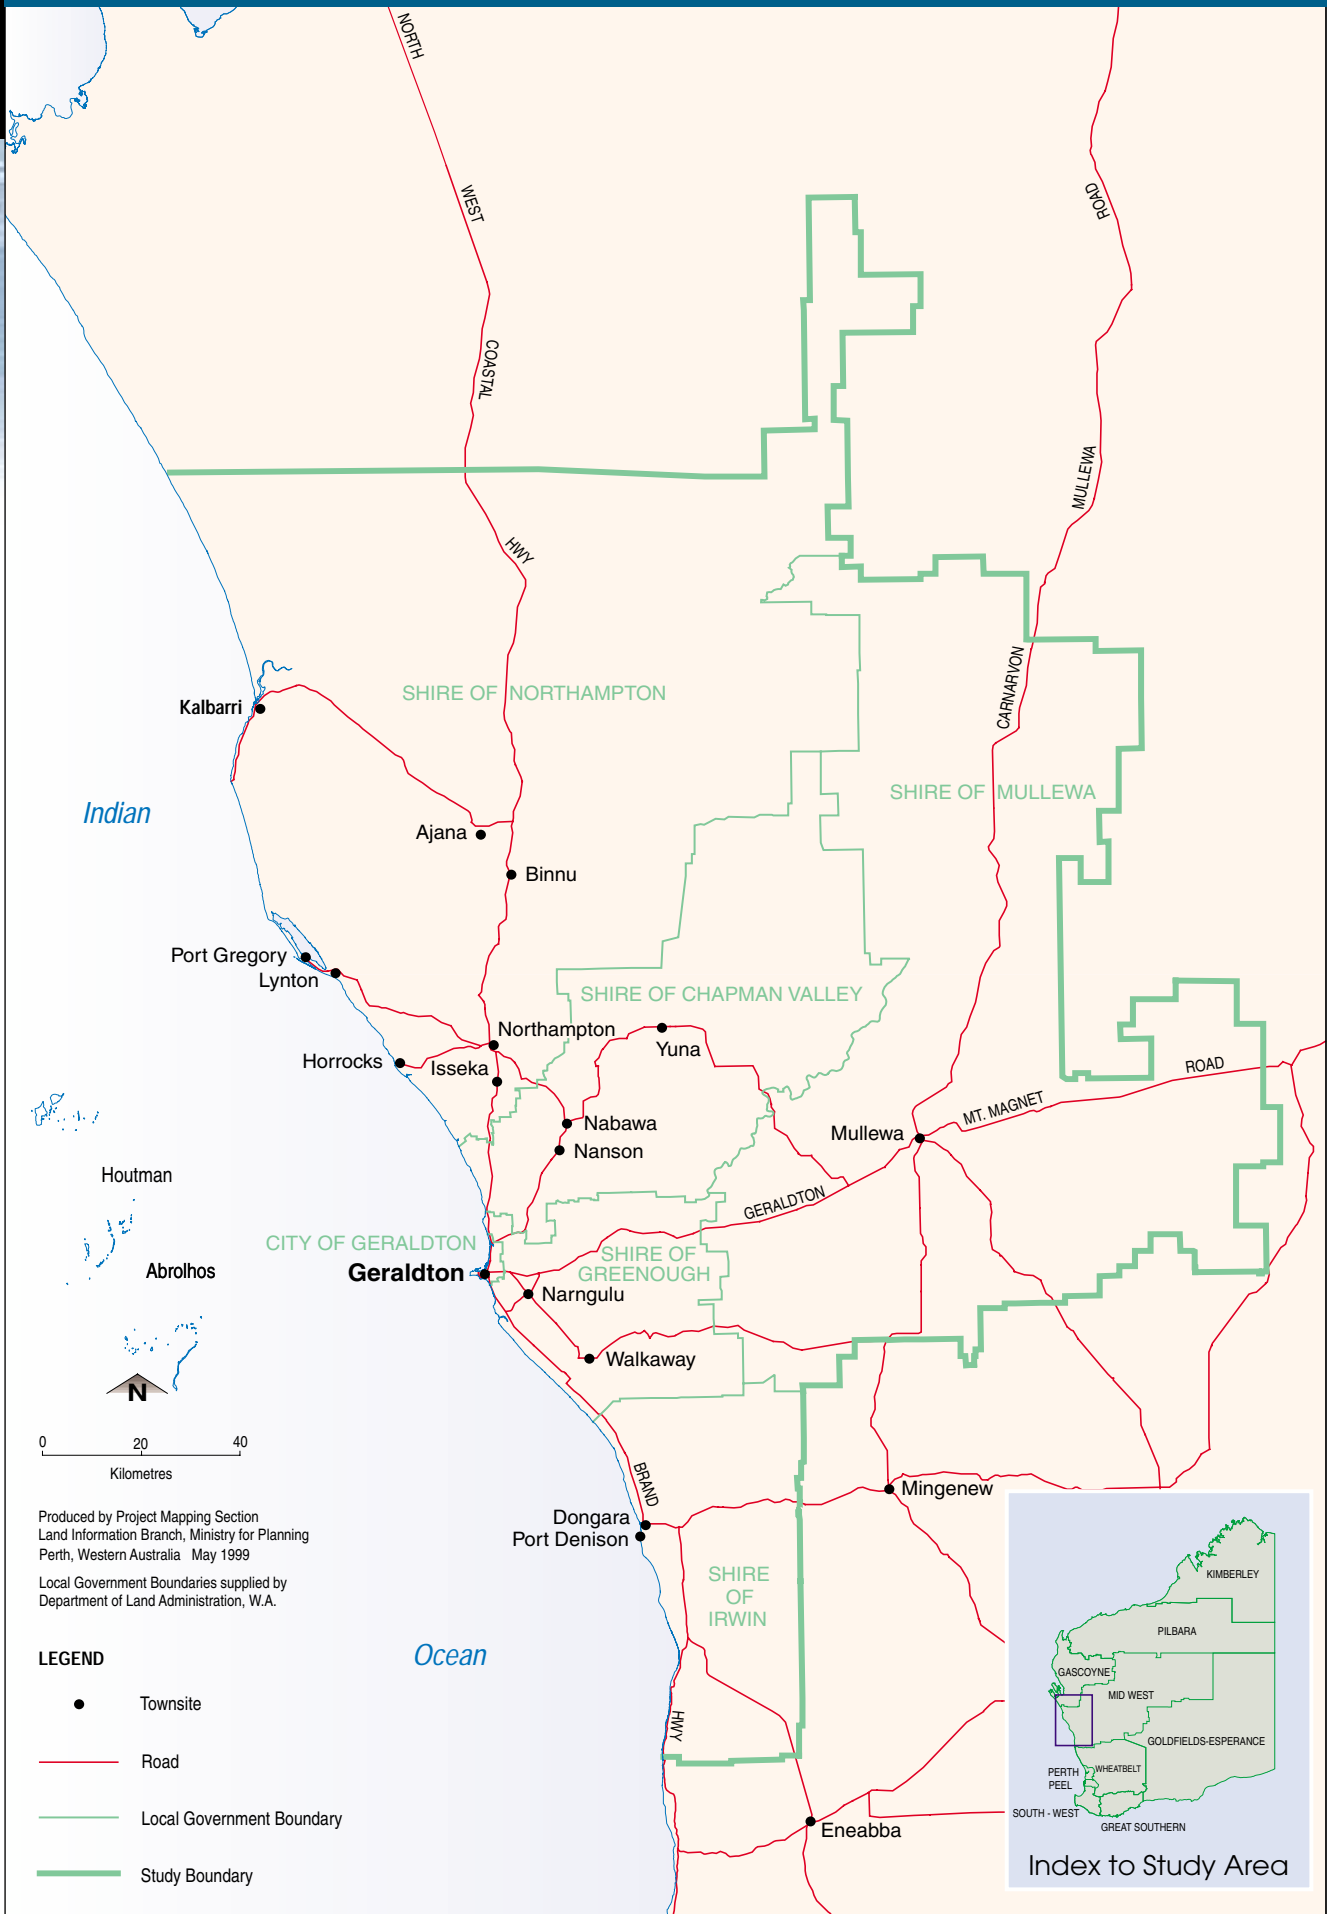 NORTH
WEST
COASTAL
HWY
ROAD
MULLEWA
CARNARVON
SHIRE OF NORTHAMPTON
Kalbarri
SHIRE OF MULLEWA
Indian
Ajana
Binnu
Port Gregory
Lynton
SHIRE OF CHAPMAN VALLEY
Northampton
Yuna
Horrocks
Isseka
ROAD
MT. MAGNET
Nabawa
Mullewa
Nanson
Houtman
GERALDTON
CITY OF GERALDTON
SHIRE OF
GREENOUGH
Abrolhos
Geraldton
Narngulu
Walkaway
N
0 20 40
Kilometres
BRAND
Mingenew
Produced by Project Mapping Section
Land Information Branch, Ministry for Planning
Perth, Western Australia May 1999
Dongara
Port Denison
Local Government Boundaries supplied by
Department of Land Administration, W.A.
SHIRE
OF
IRWIN
Ocean
HWY
Eneabba
LEGEND
Townsite
Road
Local Government Boundary
Study Boundary
KIMBERLEY
PILBARA
GASCOYNE
MID WEST
GOLDFIELDS-ESPERANCE
PERTH
WHEATBELT
PEEL
SOUTH - WEST
GREAT SOUTHERN
Index to Study Area